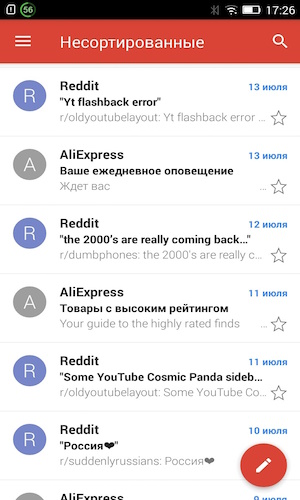 56
17:26
Несортированные
R
Reddit
13 июля
"Yt flashback error"
r/oldyoutubelayout: Yt flashback error ...
A
AliExpress
13 июля
Ваше ежедневное оповещение
Ждет вас
R
Reddit
12 июля
"the 2000's are really coming back…"
r/dumbphones: the 2000's are really ...
A
AliExpress
11 июля
Товары с высоким рейтингом
Your guide to the highly rated finds ...
R
Reddit
11 июля
"Some YouTube Cosmic Panda sideb...
r/oldyoutubelayout: Some YouTube ...
R
Reddit
10 июля
"Россия❤"
r/suddenlyrussians: Россия❤
AliExpress
9 июля